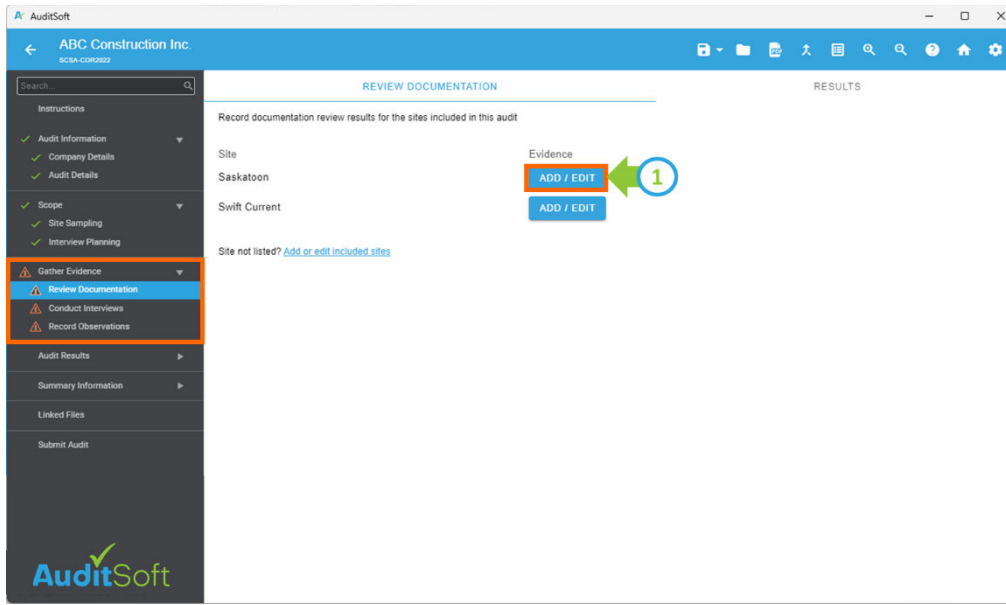 AuditSoft
ABC Construction Inc.
SCSA-COR2022
Search...
Instructions
Audit Information
Company Details
Audit Details
Scope
Site Sampling
Interview Planning
Gather Evidence
Review Documentation
Conduct Interviews
Record Observations
Audit Results
Summary Information
Linked Files
Submit Audit
AuditSoft
REVIEW DOCUMENTATION RESULTS
Record documentation review results for the sites included in this audit
Site Evidence
Saskatoon ADD / EDIT 1
Swift Current ADD / EDIT
Site not listed? Add or edit included sites